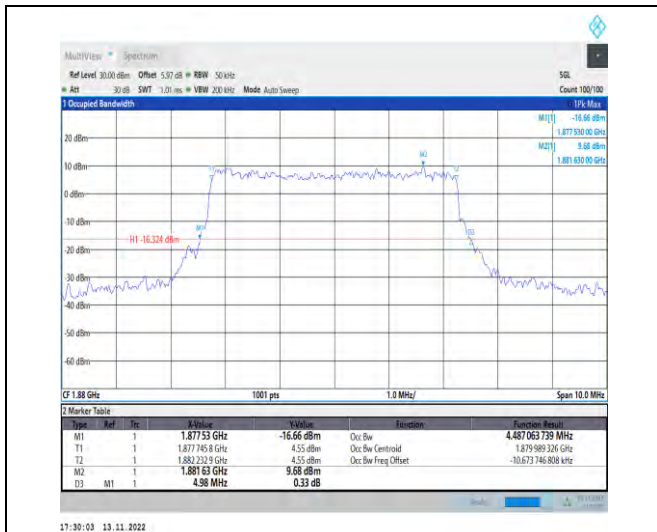 MultiView Spectrum
Ref Level 30.00 dBm Offset 5.97 dB RBW 50 kHz SGL
Att 30 dB SWT 1.01 ms VBW 200 kHz Mode Auto Sweep Count 100/100
1 Occupied Bandwidth 1Pk Max
M1[1] -16.66 dBm
1.877 530 00 GHz
M2[1] 9.68 dBm
1.881 630 00 GHz
20 dBm
M2
10 dBm
T1 T2
0 dBm
-10 dBm
M1
D3
H1 -16.324 dBm
-20 dBm
-30 dBm
-40 dBm
-50 dBm
-60 dBm
CF 1.88 GHz 1001 pts 1.0 MHz/ Span 10.0 MHz
2 Marker Table
Type Ref Trc X-Value Y-Value Function Function Result
M1 1 1.877 53 GHz -16.66 dBm Occ Bw 4.487 063 739 MHz
T1 1 1.877 745 8 GHz 4.55 dBm Occ Bw Centroid 1.879 989 326 GHz
T2 1 1.882 232 9 GHz 4.55 dBm Occ Bw Freq Offset -10.673 746 808 kHz
M2 1 1.881 63 GHz 9.68 dBm
D3 M1 1 4.98 MHz 0.33 dB
17:30:03 13.11.2022